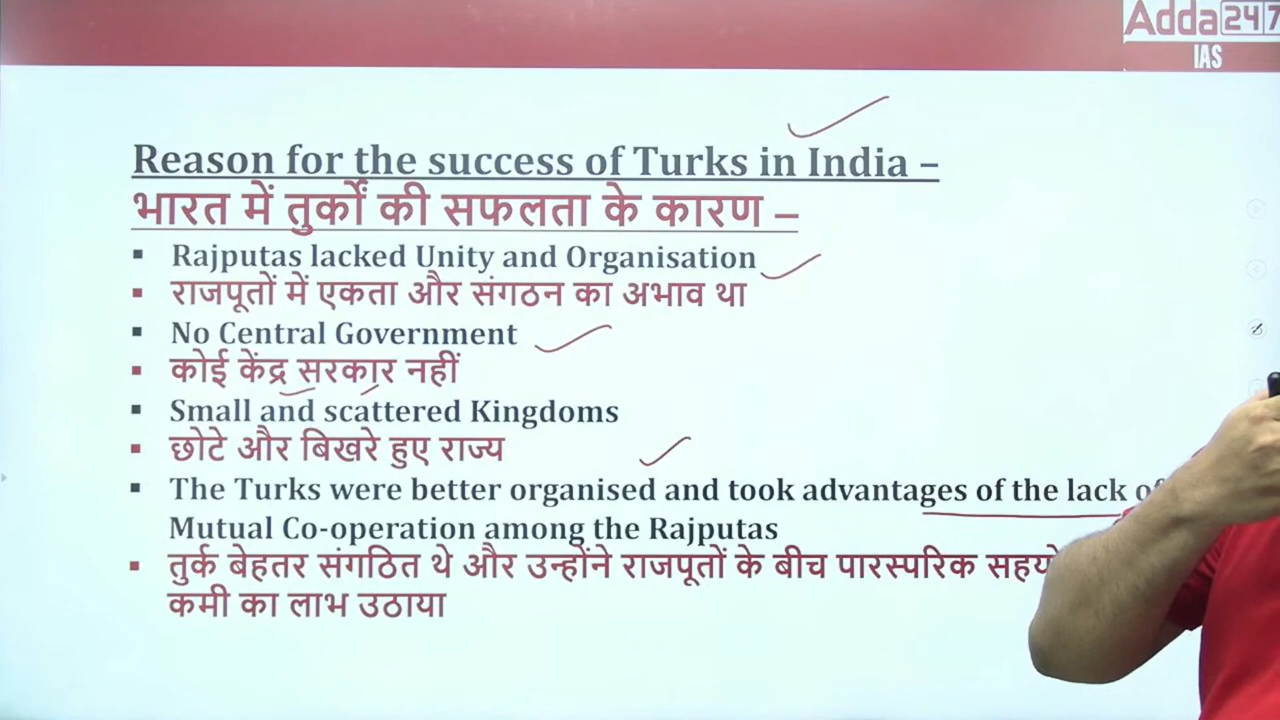 Adda247
IAS
Reason for the success of Turks in India –
भारत में तुर्कों की सफलता के कारण –
▪ Rajputas lacked Unity and Organisation
▪ राजपूतों में एकता और संगठन का अभाव था
▪ No Central Government
▪ कोई केंद्र सरकार नहीं
▪ Small and scattered Kingdoms
▪ छोटे और बिखरे हुए राज्य
▪ The Turks were better organised and took advantages of the lack of
Mutual Co-operation among the Rajputas
▪ तुर्क बेहतर संगठित थे और उन्होंने राजपूतों के बीच पारस्परिक
कमी का लाभ उठाया